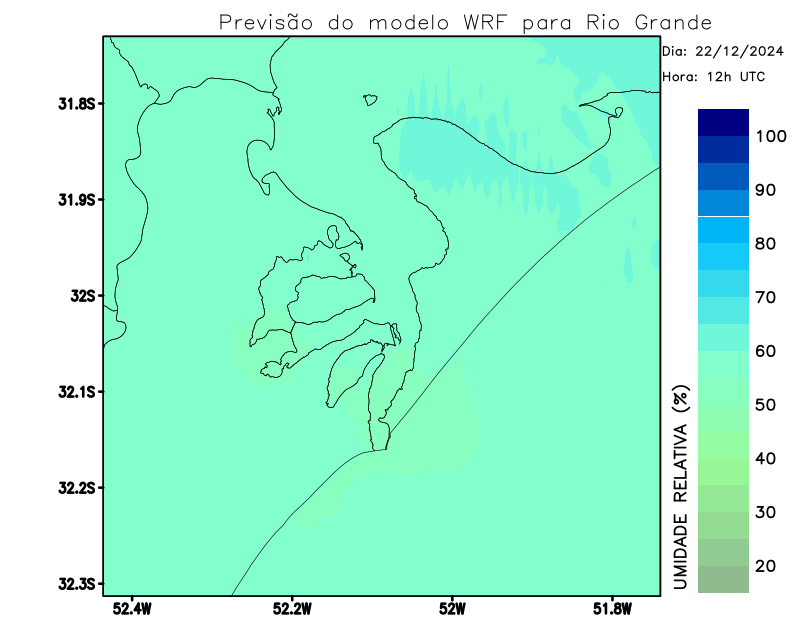 Previsão do modelo WRF para Rio Grande
Dia: 22/12/2024
Hora: 12h UTC
31.8S
31.9S
32S
32.1S
32.2S
32.3S
52.4W
52.2W
52W
51.8W
100
90
80
70
60
50
40
30
20
UMIDADE RELATIVA (%)